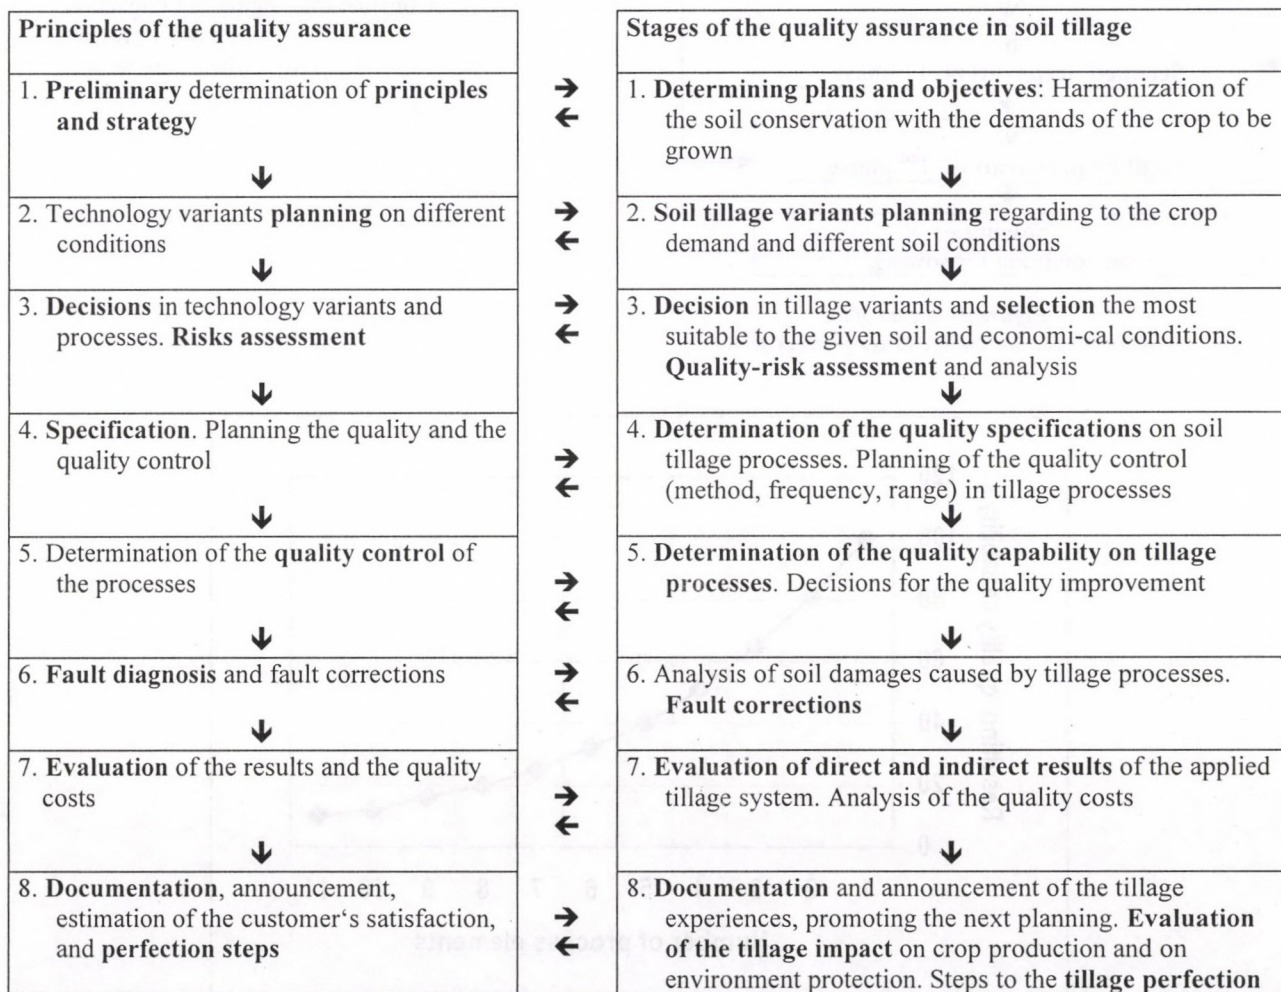 Principles of the quality assurance
1. Preliminary determination of principles
and strategy
2. Technology variants planning on different
conditions
3. Decisions in technology variants and
processes. Risks assessment
4. Specification. Planning the quality and the
quality control
5. Determination of the quality control of
the processes
6. Fault diagnosis and fault corrections
7. Evaluation of the results and the quality
costs
8. Documentation, announcement,
estimation of the customer‘s satisfaction,
and perfection steps
Stages of the quality assurance in soil tillage
1. Determining plans and objectives: Harmonization of
the soil conservation with the demands of the crop to be
grown
2. Soil tillage variants planning regarding to the crop
demand and different soil conditions
3. Decision in tillage variants and selection the most
suitable to the given soil and economi-cal conditions.
Quality-risk assessment and analysis
4. Determination of the quality specifications on soil
tillage processes. Planning of the quality control
(method, frequency, range) in tillage processes
5. Determination of the quality capability on tillage
processes. Decisions for the quality improvement
6. Analysis of soil damages caused by tillage processes.
Fault corrections
7. Evaluation of direct and indirect results of the applied
tillage system. Analysis of the quality costs
8. Documentation and announcement of the tillage
experiences, promoting the next planning. Evaluation
of the tillage impact on crop production and on
environment protection. Steps to the tillage perfection